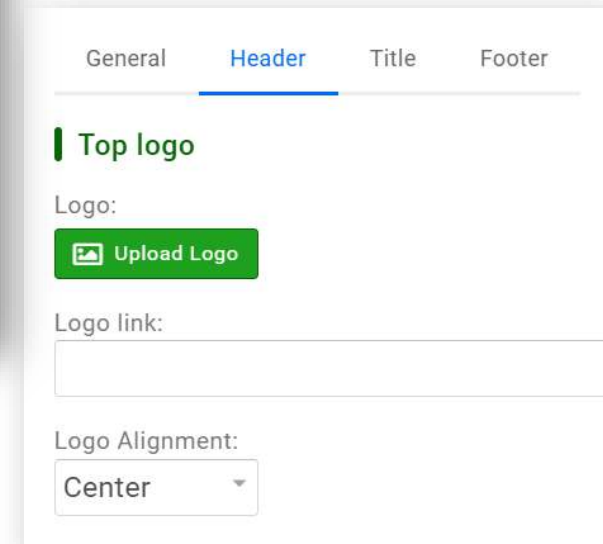 General Header Title Footer
Top logo
Logo:
Upload Logo
Logo link:
Logo Alignment:
Center